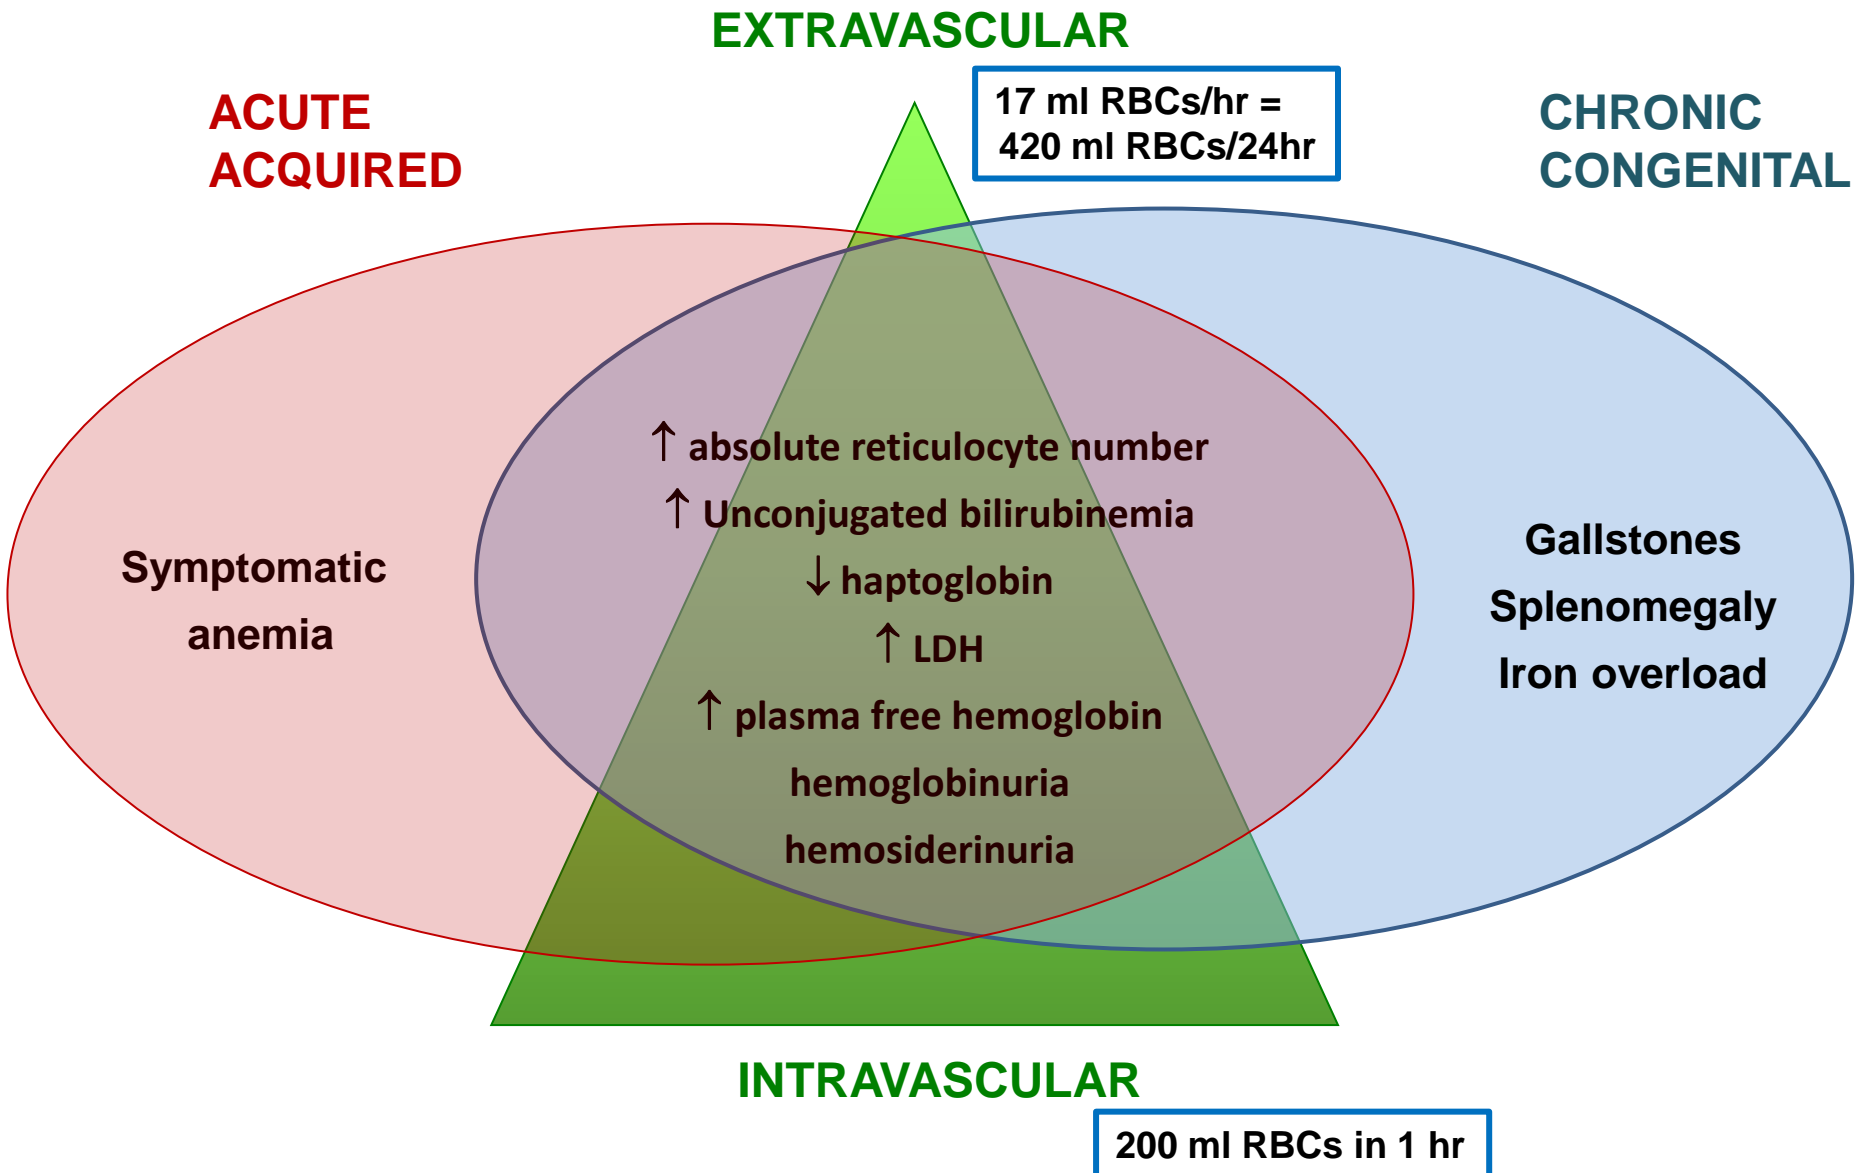 EXTRAVASCULAR
17 ml RBCs/hr =
420 ml RBCs/24hr
ACUTE
ACQUIRED
CHRONIC
CONGENITAL
↑ absolute reticulocyte number
↑ Unconjugated bilirubinemia
↓ haptoglobin
↑ LDH
↑ plasma free hemoglobin
hemoglobinuria
hemosiderinuria
Symptomatic
anemia
Gallstones
Splenomegaly
Iron overload
INTRAVASCULAR
200 ml RBCs in 1 hr